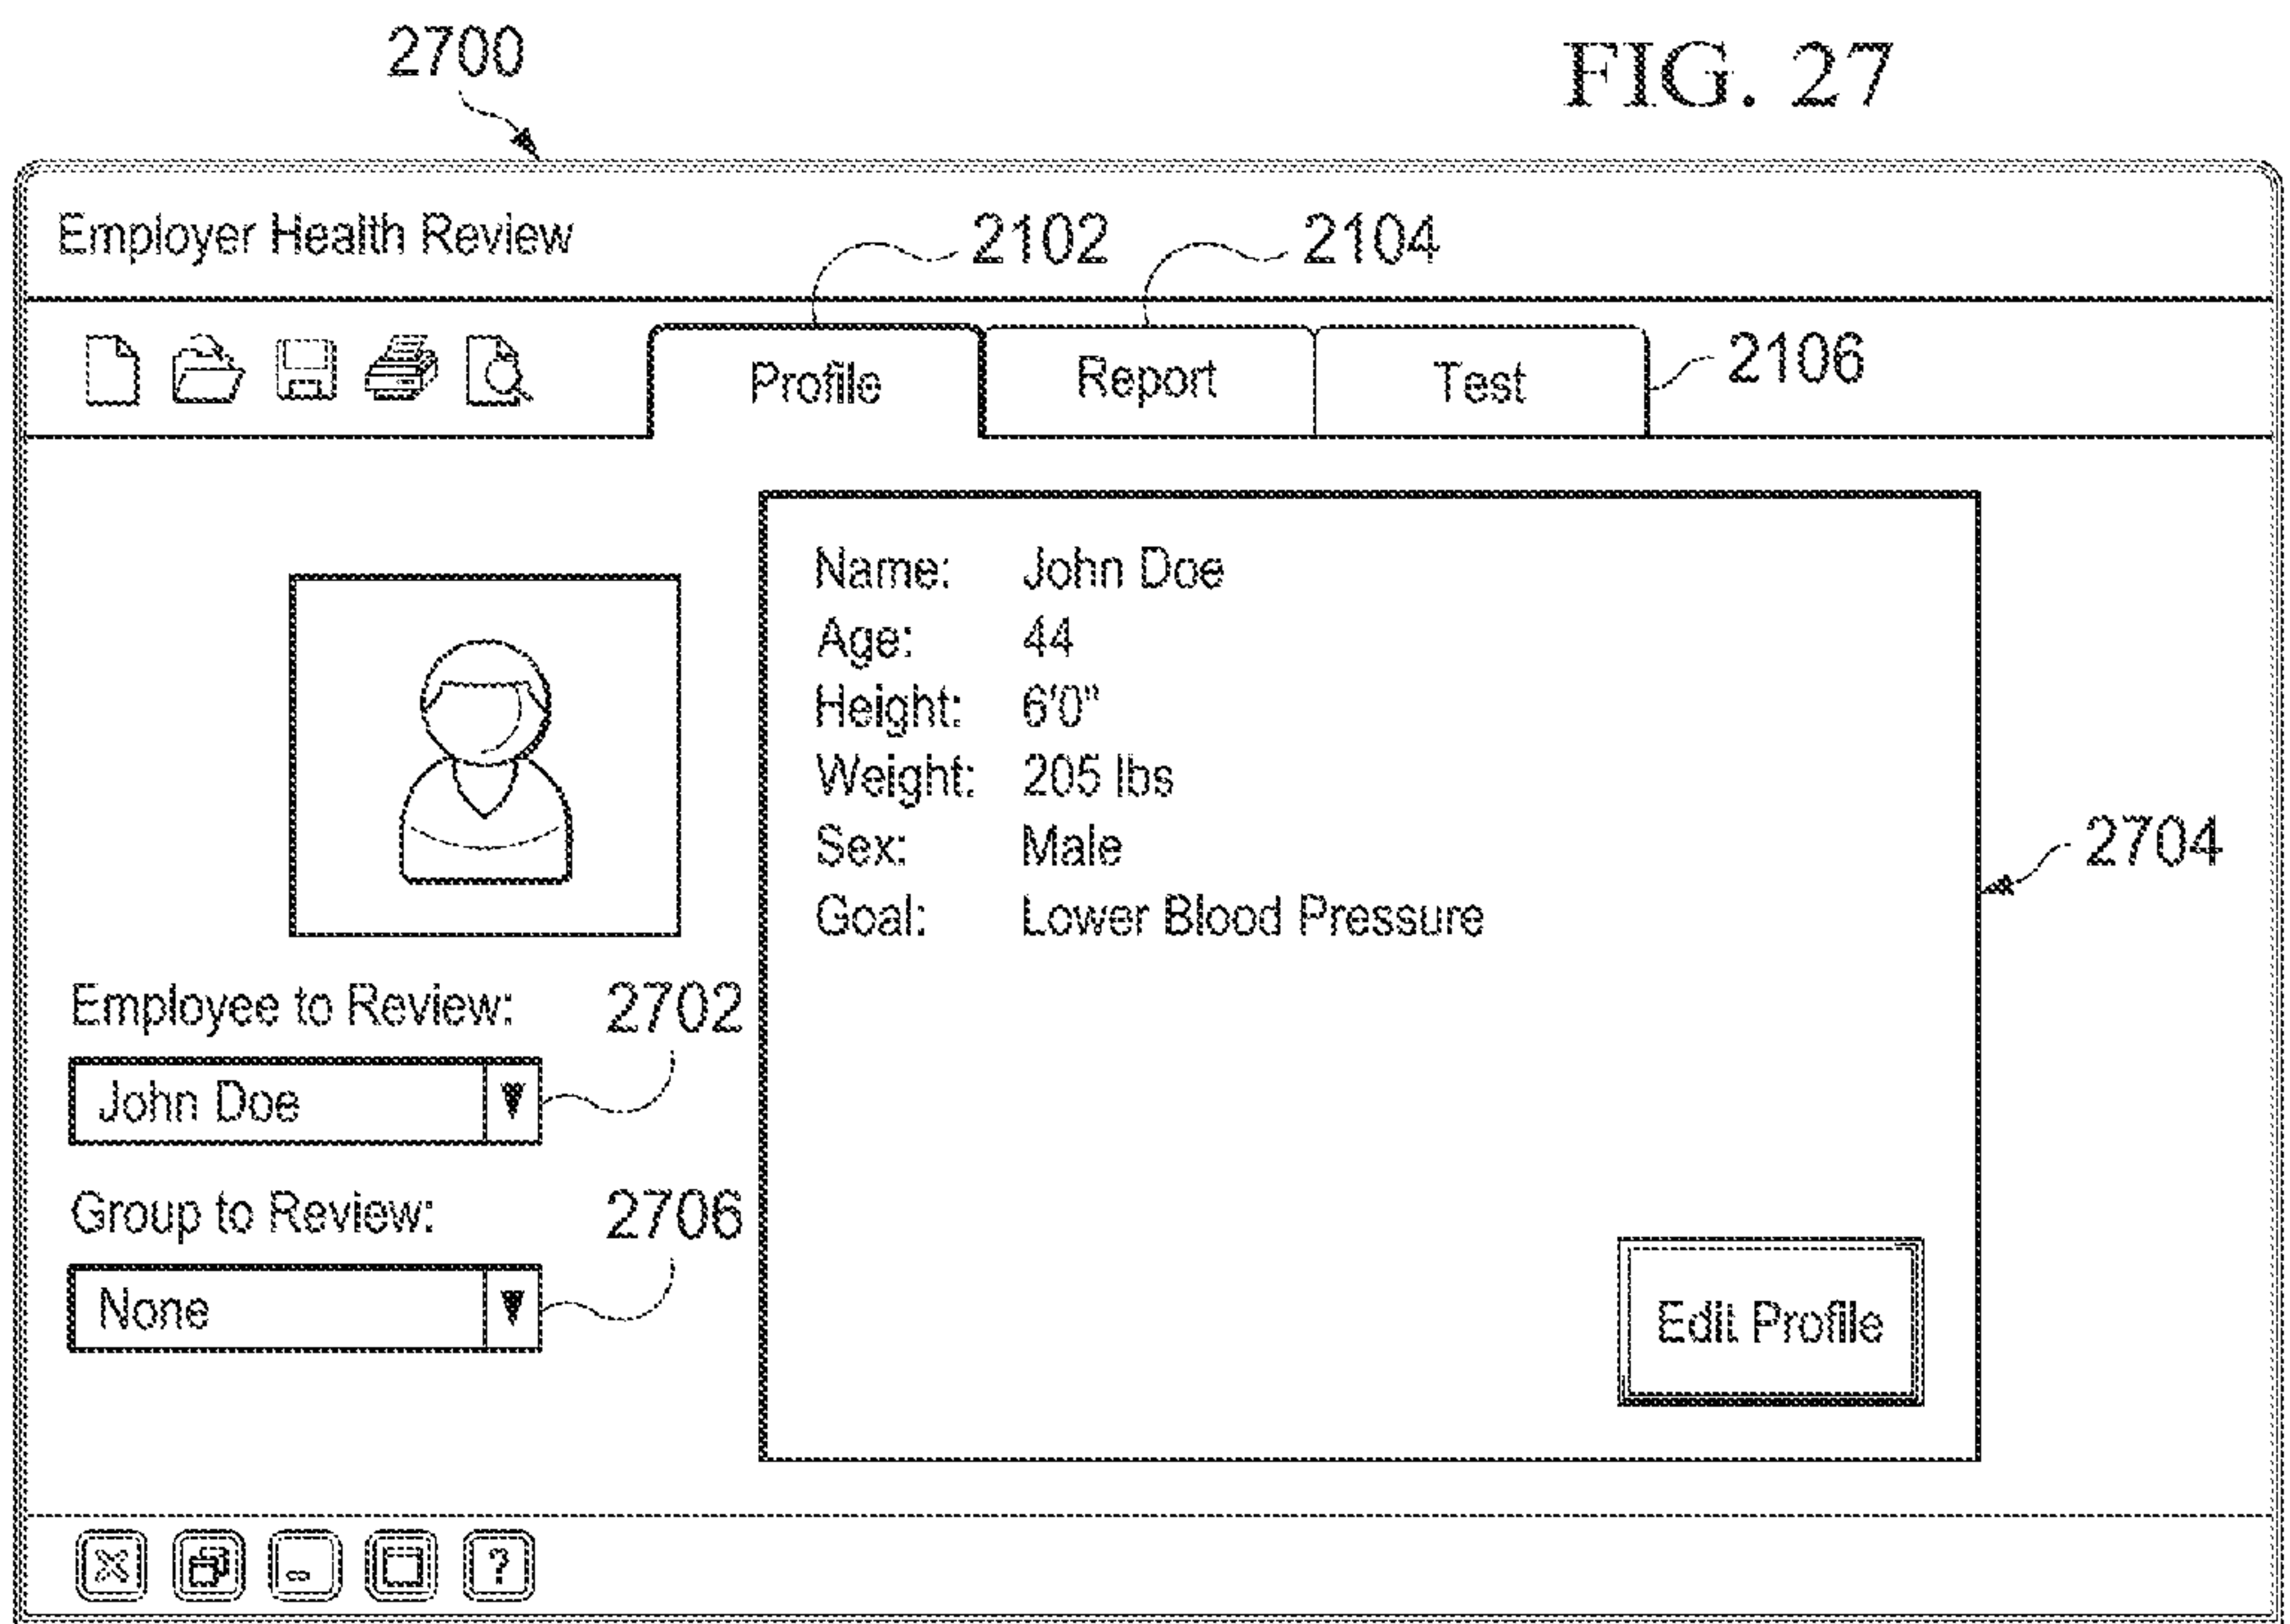 2700
FIG. 27
Employer Health Review
2102
2104
Profile
Report
Test
2106
Name: John Doe
Age: 44
Height: 6'0"
Weight: 205 lbs
Sex: Male
Goal: Lower Blood Pressure
2704
Employee to Review:
2702
John Doe
Group to Review:
2706
None
Edit Profile
?